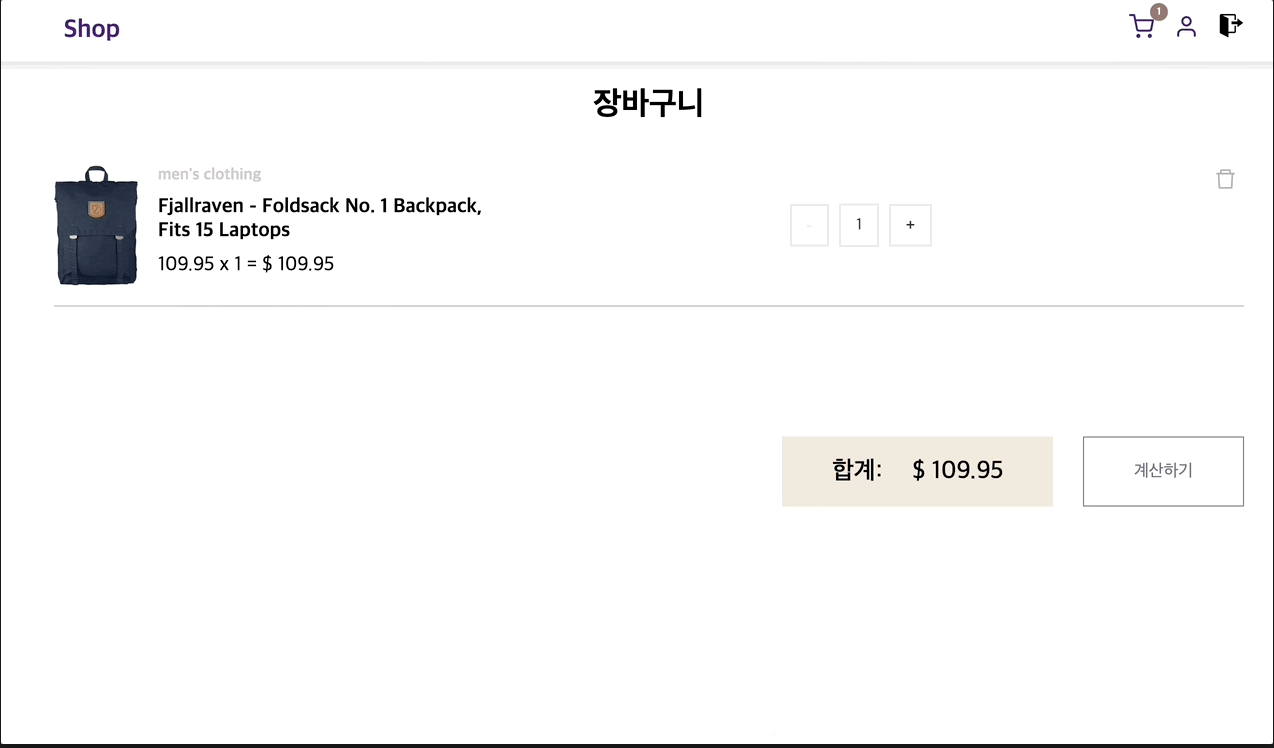 Shop
1
장바구니
men's clothing
Fjallraven - Foldsack No. 1 Backpack,
Fits 15 Laptops
109.95 x 1 = $ 109.95
- 1 +
합계: $ 109.95
계산하기